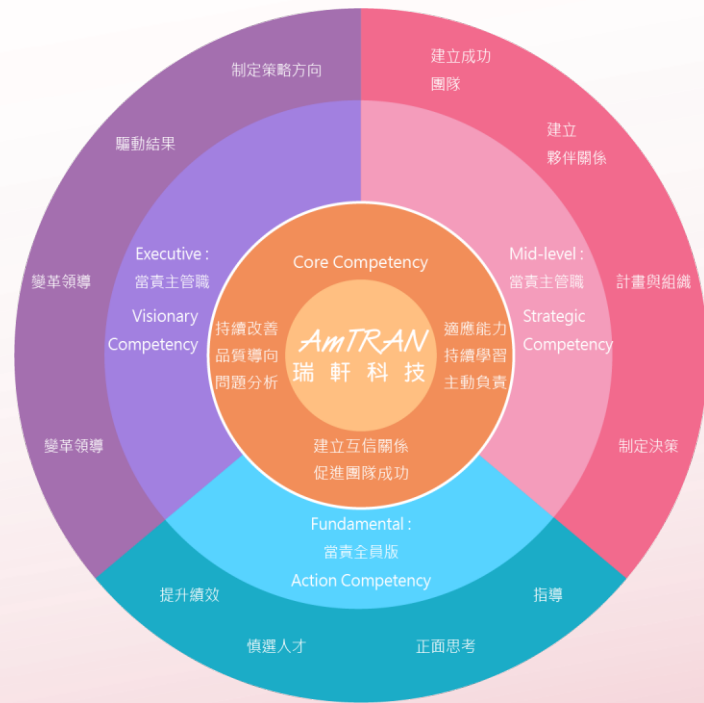 制定策略方向
驅動結果
變革領導
變革領導
Executive :
當責主管職
Visionary
Competency
建立成功
團隊
建立
夥伴關係
計畫與組織
制定決策
Mid-level :
當責主管職
Strategic
Competency
Core Competency
持續改善
品質導向
問題分析
AmTRAN
瑞軒科技
適應能力
持續學習
主動負責
建立互信關係
促進團隊成功
Fundamental :
當責全員版
Action Competency
提升績效
慎選人才
正面思考
指導